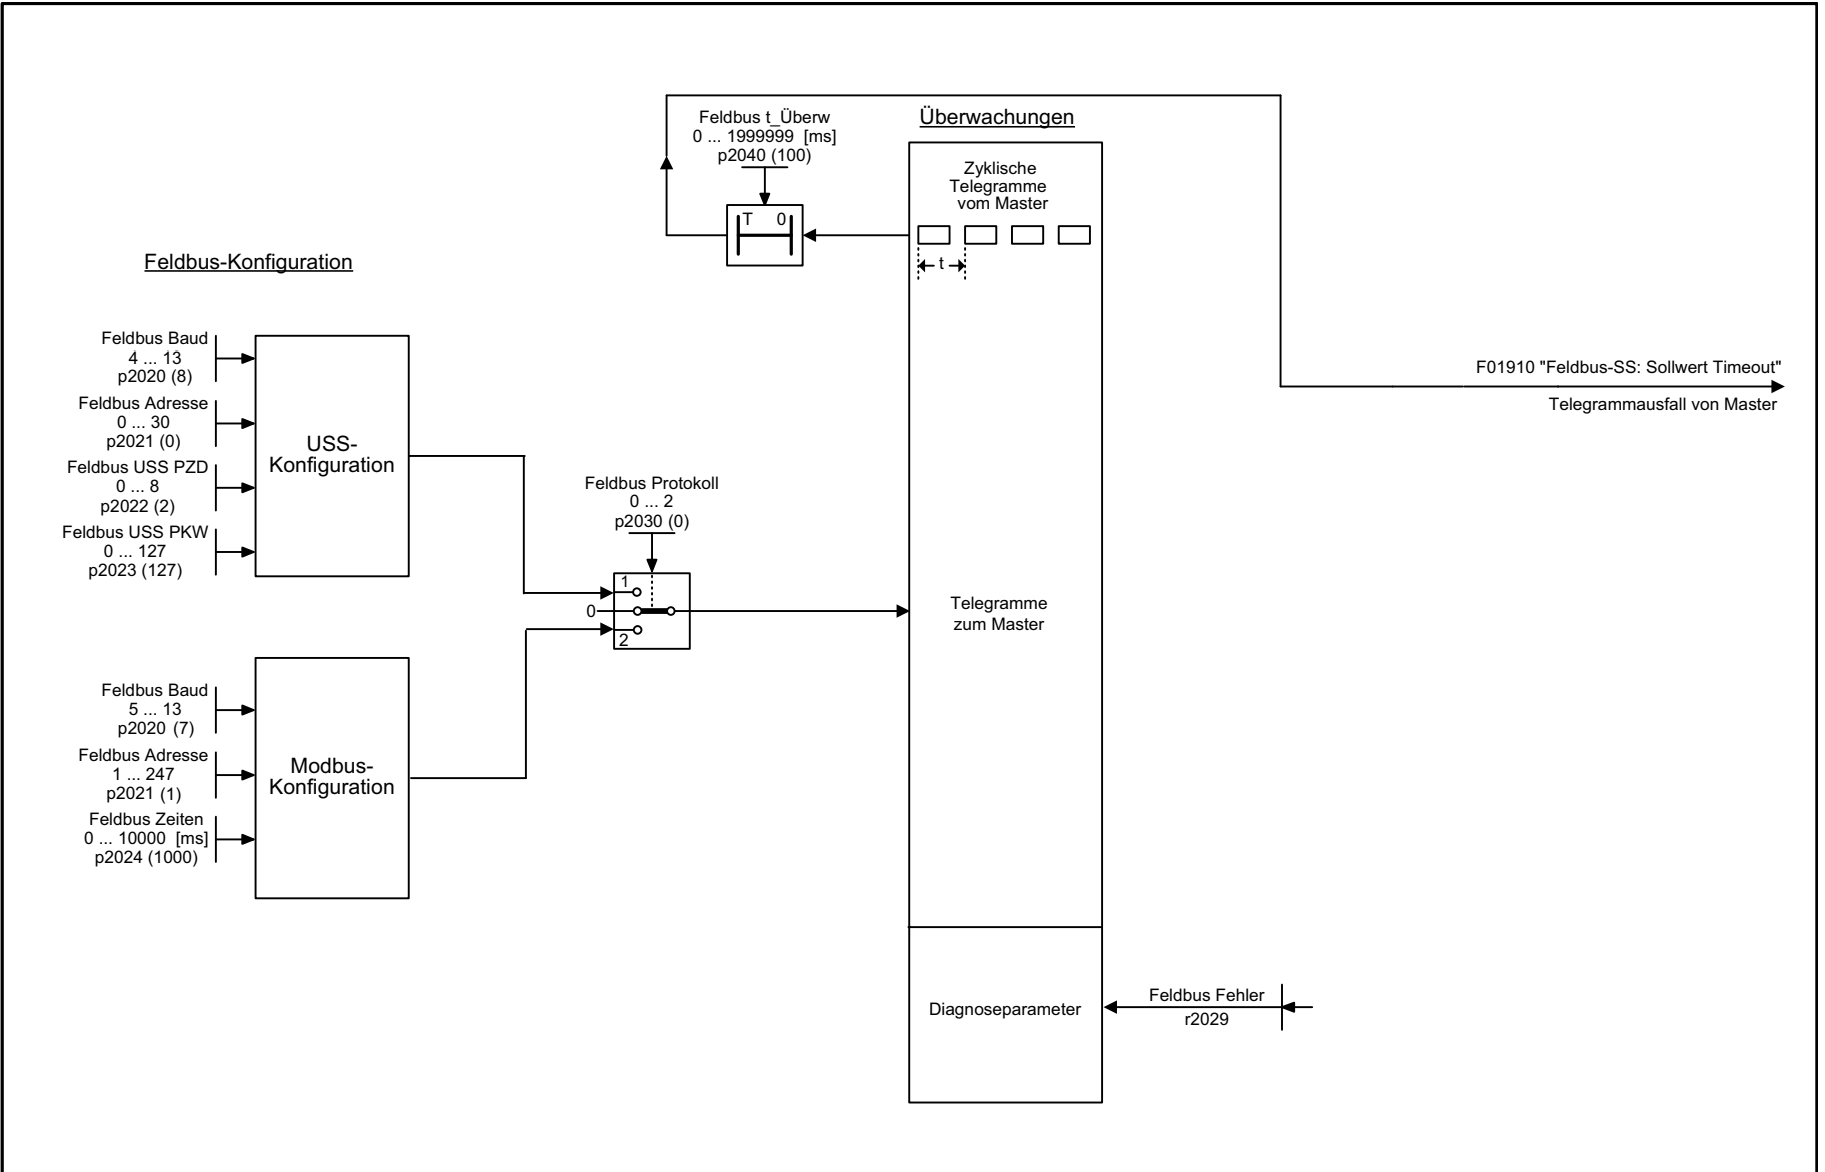 Feldbus t_Überw
0 ... 1999999 [ms]
p2040 (100)
T 0
Überwachungen
Zyklische
Telegramme
vom Master
t
Feldbus-Konfiguration
Feldbus Baud
4 ... 13
p2020 (8)
Feldbus Adresse
0 ... 30
p2021 (0)
Feldbus USS PZD
0 ... 8
p2022 (2)
Feldbus USS PKW
0 ... 127
p2023 (127)
USS-
Konfiguration
F01910 "Feldbus-SS: Sollwert Timeout"
Telegrammausfall von Master
Feldbus Protokoll
0 ... 2
p2030 (0)
1
0
2
Telegramme
zum Master
Feldbus Baud
5 ... 13
p2020 (7)
Feldbus Adresse
1 ... 247
p2021 (1)
Feldbus Zeiten
0 ... 10000 [ms]
p2024 (1000)
Modbus-
Konfiguration
Diagnoseparameter
Feldbus Fehler
r2029